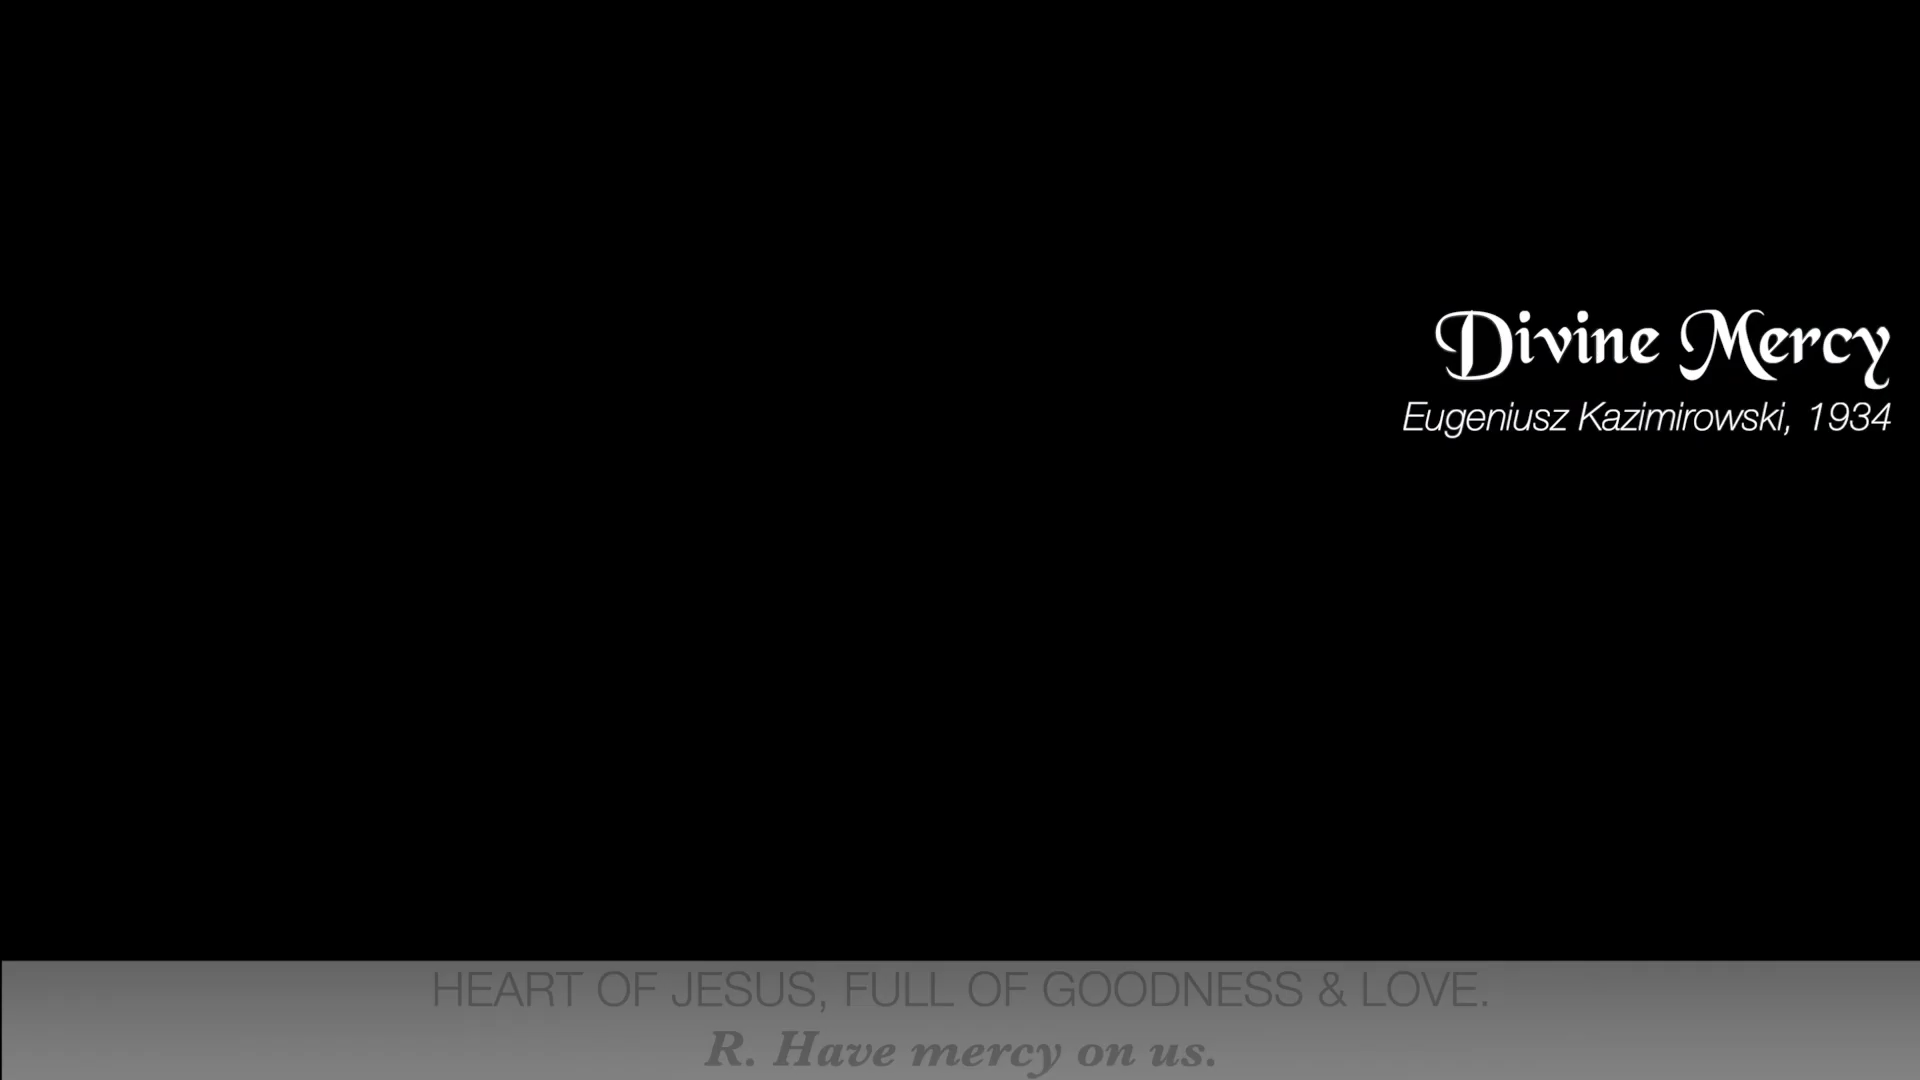 Divine Mercy
Eugeniusz Kazimirowski, 1934
HEART OF JESUS, FULL OF GOODNESS & LOVE.
R. Have mercy on us.